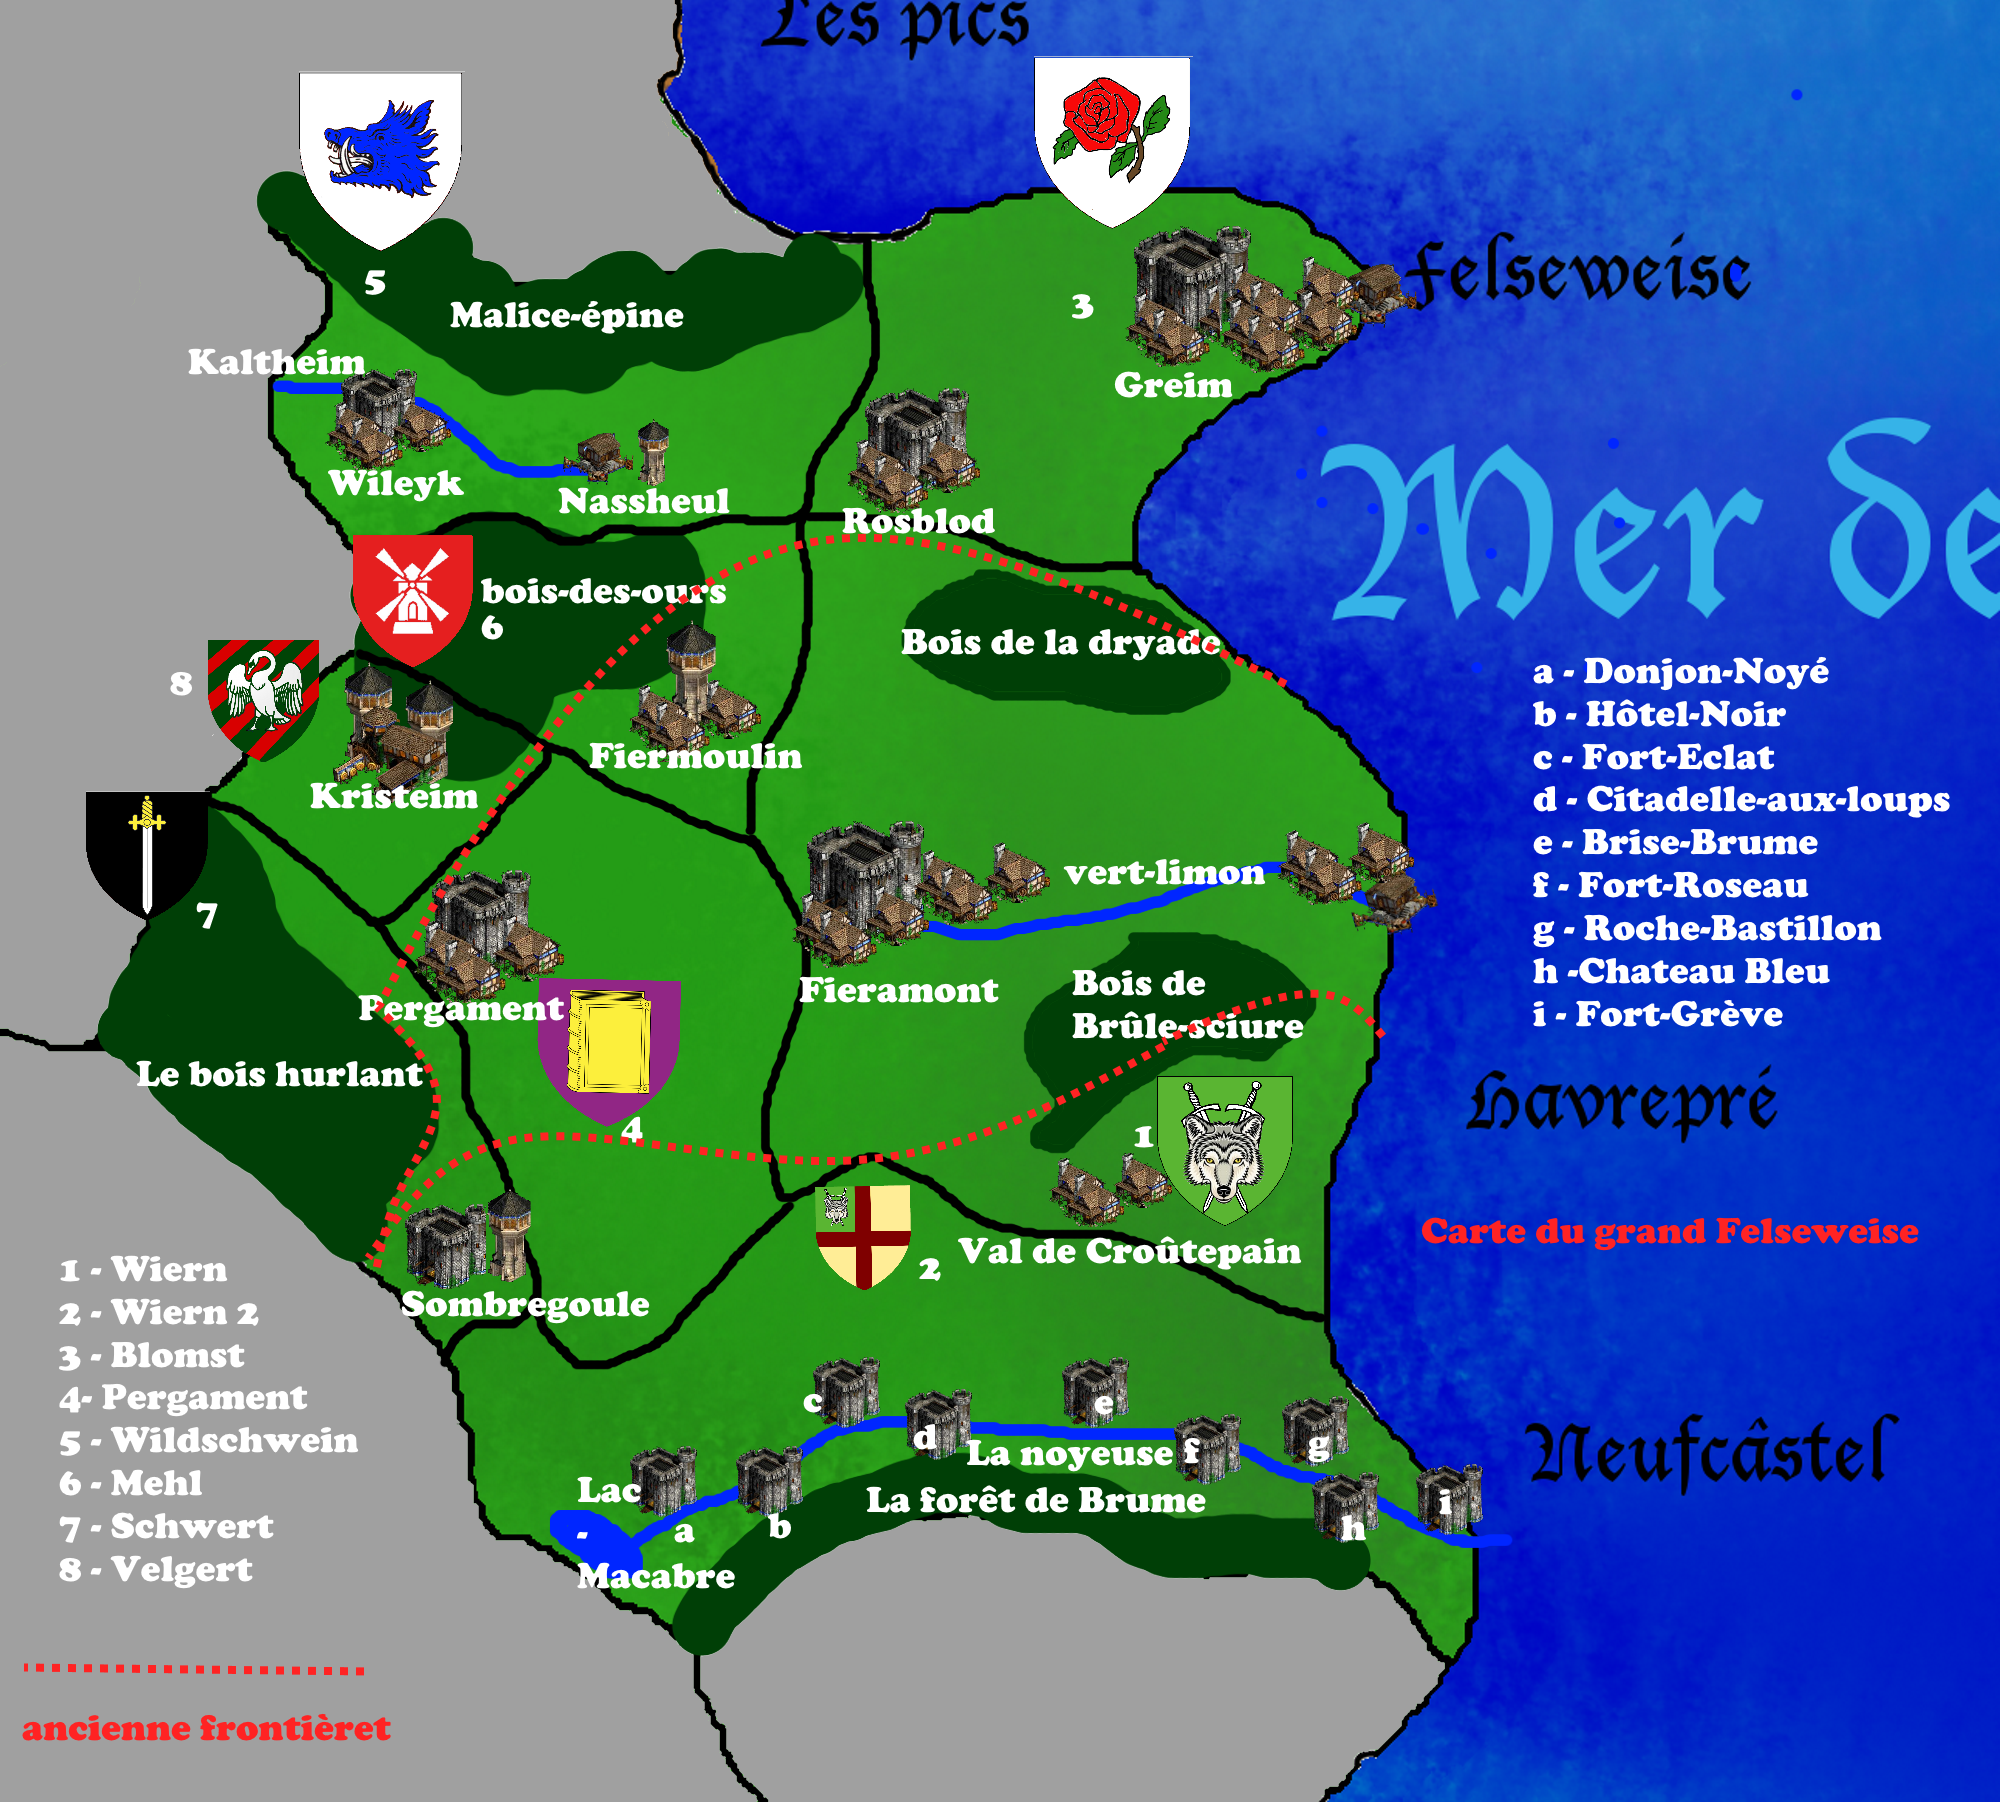 Les pics
Felseweise
5
Malice-épine
3
Kaltheim
Greim
Wileyk
Nassheul
Rosblod
Mer de
bois-des-ours
6
Bois de la dryade
8
Fiermoulin
Kristeim
a - Donjon-Noyé
b - Hôtel-Noir
c - Fort-Eclat
d - Citadelle-aux-loups
e - Brise-Brume
f - Fort-Roseau
g - Roche-Bastillon
h -Chateau Bleu
i - Fort-Grève
vert-limon
7
Fieramont
Pergament
Bois de
Brûle-sciure
Le bois hurlant
4
1
Havrepré
Carte du grand Felseweise
2
Val de Croûtepain
Sombregoule
1 - Wiern
2 - Wiern 2
3 - Blomst
4- Pergament
5 - Wildschwein
6 - Mehl
7 - Schwert
8 - Velgert
c
e
d
La noyeuse
f
g
Neufcâstel
Lac
-
Macabre
a
b
La forêt de Brume
h
i
ancienne frontièret